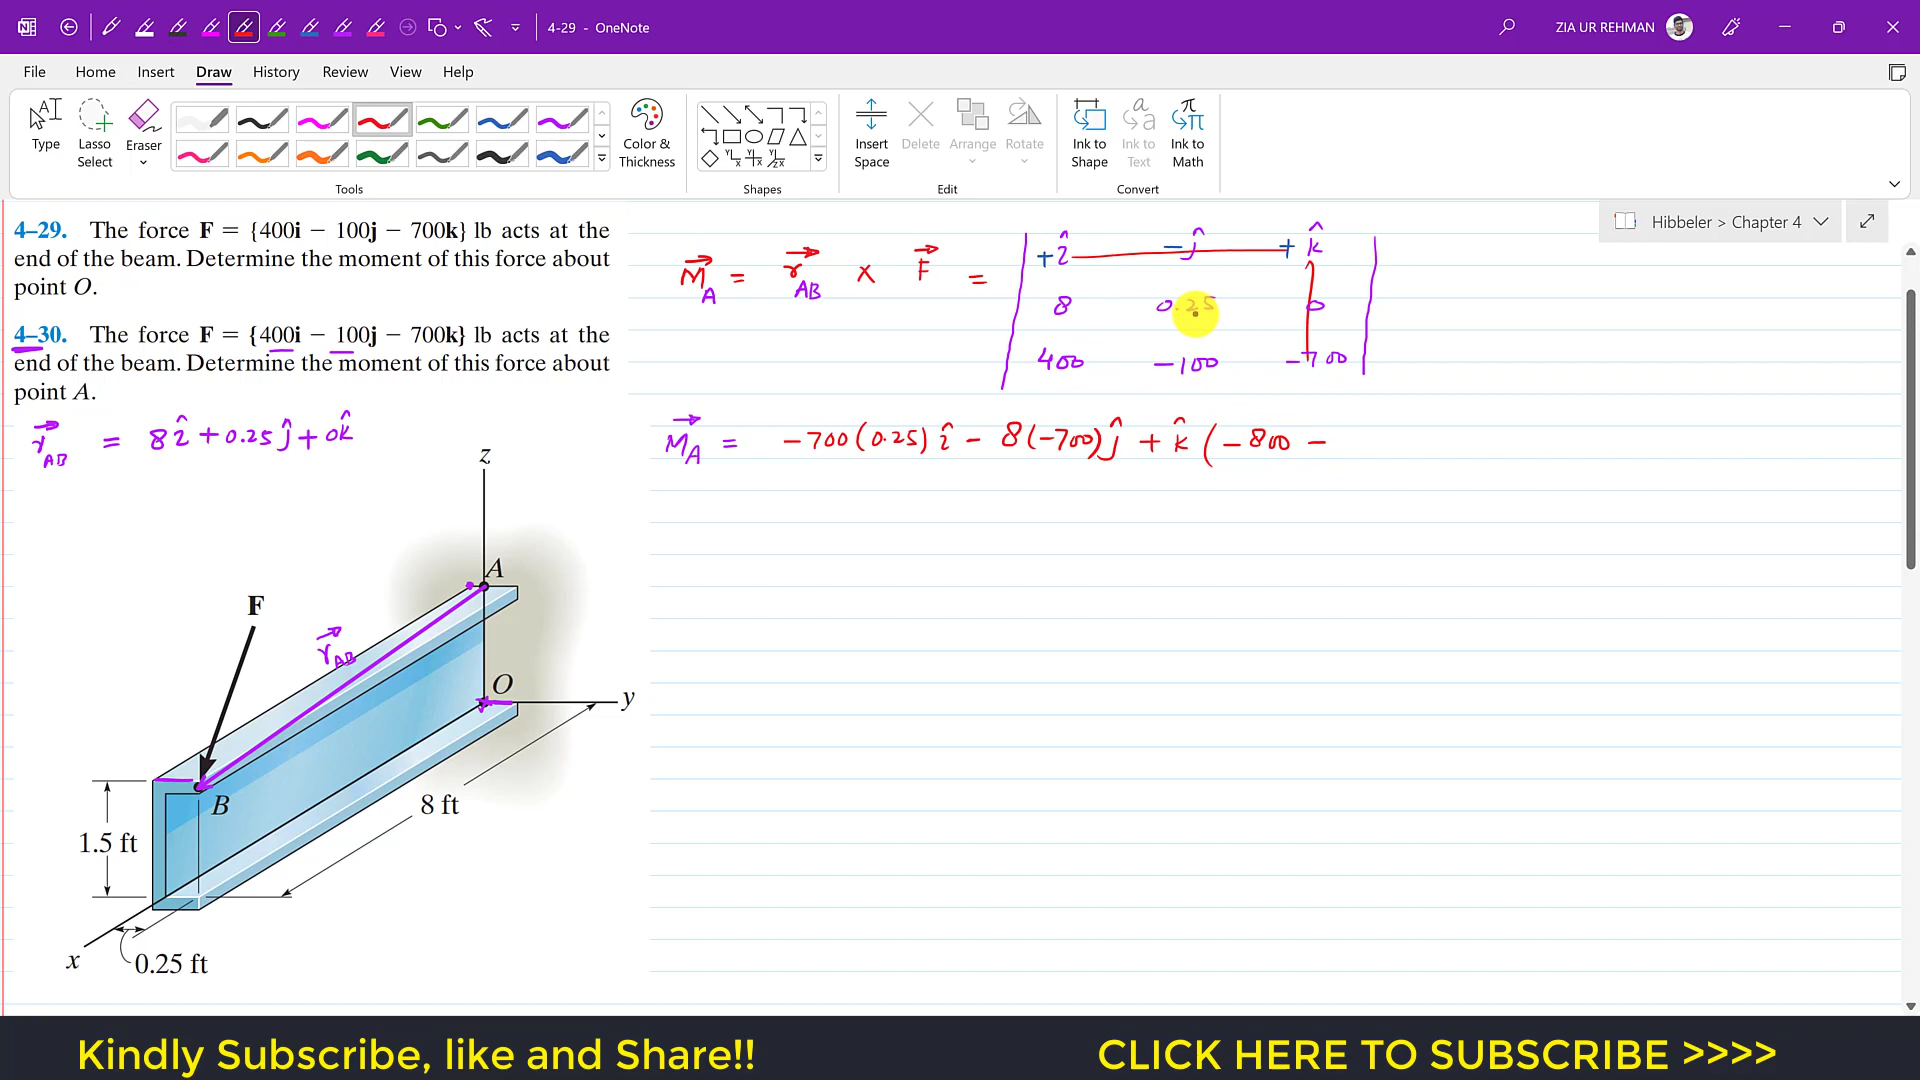 4-29 - OneNote
ZIA UR REHMAN
File Home Insert Draw History Review View Help
Type
Lasso Select
Eraser
Color & Thickness
Insert Space
Delete
Arrange
Rotate
Ink to Shape
Ink to Text
Ink to Math
Tools
Shapes
Edit
Convert
Hibbeler > Chapter 4
4–29. The force F = {400i − 100j − 700k} lb acts at the
end of the beam. Determine the moment of this force about
point O.
4–30. The force F = {400i − 100j − 700k} lb acts at the
end of the beam. Determine the moment of this force about
point A.
r⃗AB = 8î + 0.25ĵ + 0k̂
M⃗A = r⃗AB × F⃗ =
+î −ĵ +k̂
8 0.25 0
400 −100 −700
M⃗A = −700(0.25)î − 8(−700)ĵ + k̂(−800 −
z
A
F
r⃗AB
O
y
B
8 ft
1.5 ft
x
0.25 ft
Kindly Subscribe, like and Share!!
CLICK HERE TO SUBSCRIBE >>>>